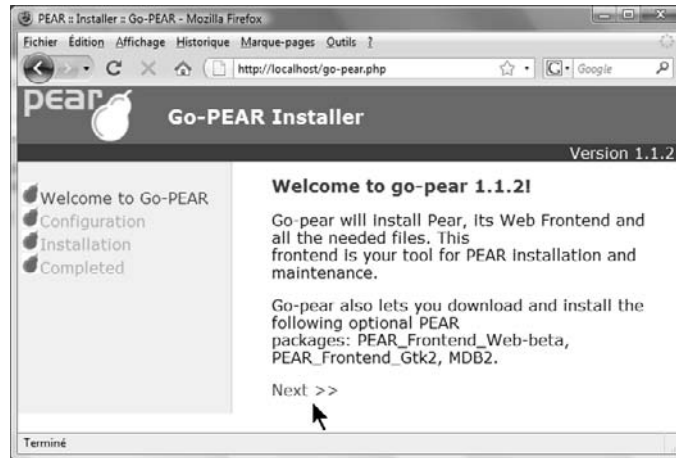 PEAR :: Installer :: Go-PEAR - Mozilla Firefox
Fichier Édition Affichage Historique Marque-pages Outils ?
http://localhost/go-pear.php
Google
pear
Go-PEAR Installer
Version 1.1.2
Welcome to Go-PEAR
Configuration
Installation
Completed
Welcome to go-pear 1.1.2!
Go-pear will install Pear, its Web Frontend and
all the needed files. This
frontend is your tool for PEAR installation and
maintenance.
Go-pear also lets you download and install the
following optional PEAR
packages: PEAR_Frontend_Web-beta,
PEAR_Frontend_Gtk2, MDB2.
Next >>
Terminé